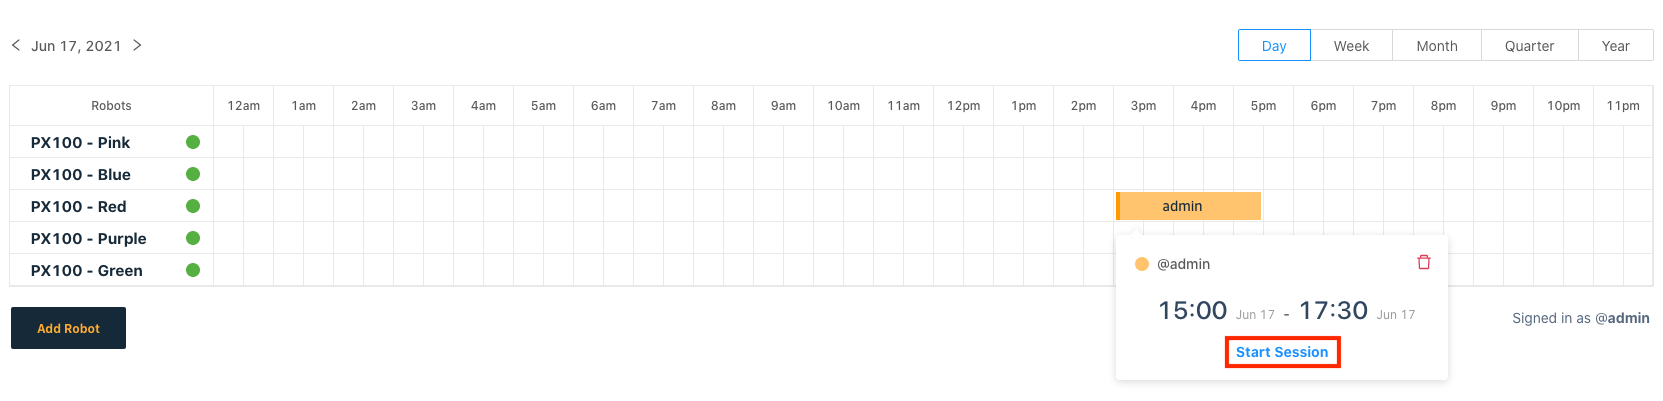 Jun 17, 2021
Day Week Month Quarter Year
Robots 12am 1am 2am 3am 4am 5am 6am 7am 8am 9am 10am 11am 12pm 1pm 2pm 3pm 4pm 5pm 6pm 7pm 8pm 9pm 10pm 11pm
PX100 - Pink
PX100 - Blue
PX100 - Red
admin
PX100 - Purple
PX100 - Green
@admin
15:00 Jun 17 - 17:30 Jun 17
Start Session
Add Robot
Signed in as @admin